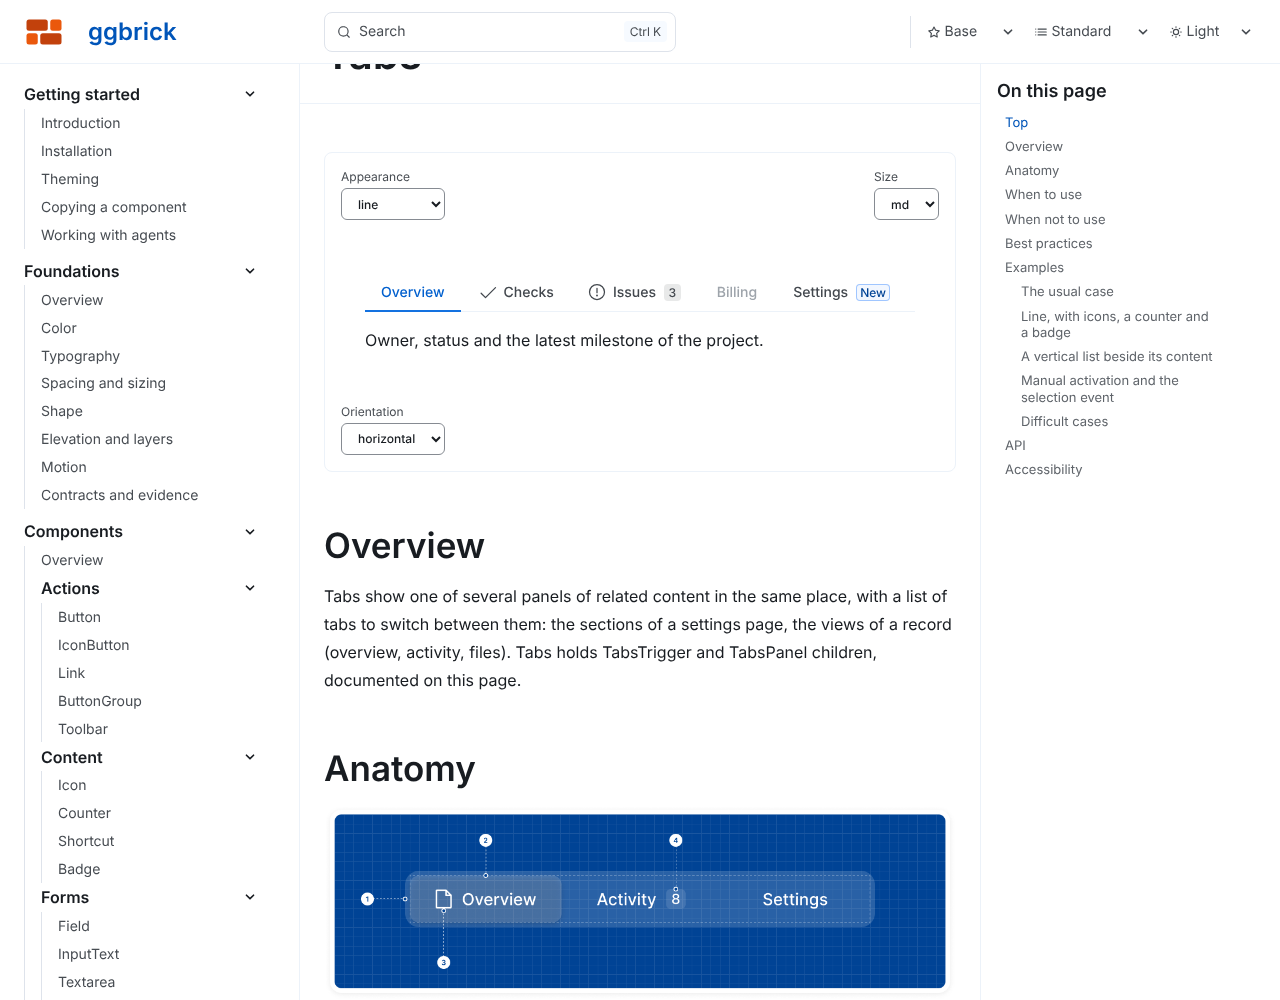 ggbrick
Search
Ctrl K
Base
Standard
Light
Getting started
Introduction
Installation
Theming
Copying a component
Working with agents
Foundations
Overview
Color
Typography
Spacing and sizing
Shape
Elevation and layers
Motion
Contracts and evidence
Components
Overview
Actions
Button
IconButton
Link
ButtonGroup
Toolbar
Content
Icon
Counter
Shortcut
Badge
Forms
Field
InputText
Textarea
Tabs
Appearance
line
Size
md
Overview
Checks
Issues 3
Billing
Settings New
Owner, status and the latest milestone of the project.
Orientation
horizontal
Overview
Tabs show one of several panels of related content in the same place, with a list of
tabs to switch between them: the sections of a settings page, the views of a record
(overview, activity, files). Tabs holds TabsTrigger and TabsPanel children,
documented on this page.
Anatomy
2
4
1
Overview
Activity 8
Settings
3
On this page
Top
Overview
Anatomy
When to use
When not to use
Best practices
Examples
The usual case
Line, with icons, a counter and
a badge
A vertical list beside its content
Manual activation and the
selection event
Difficult cases
API
Accessibility